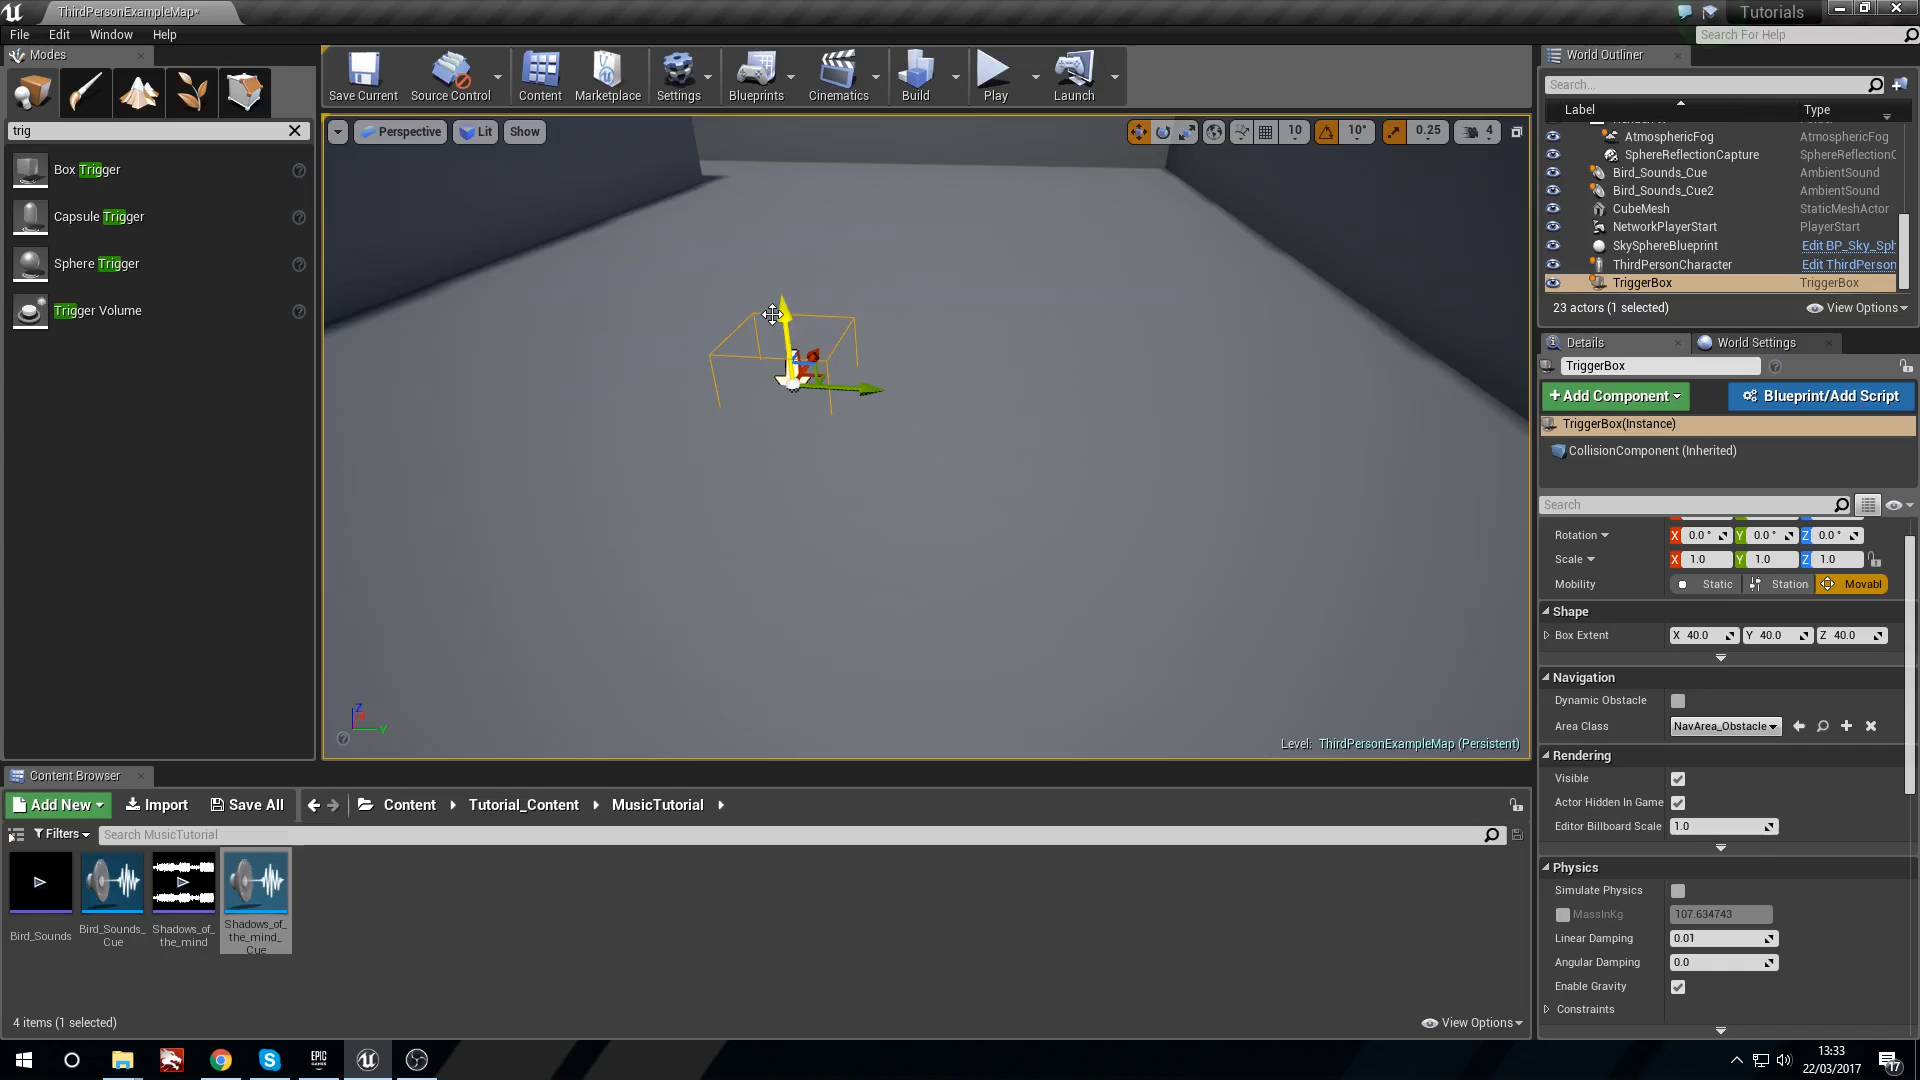 ThirdPersonExampleMap*
Tutorials
File Edit Window Help
Search For Help
Modes
Save Current
Source Control
Content
Marketplace
Settings
Blueprints
Cinematics
Build
Play
Launch
trig
Box Trigger
Capsule Trigger
Sphere Trigger
Trigger Volume
Perspective
Lit
Show
10
10°
0.25
4
Z
Y
Level: ThirdPersonExampleMap (Persistent)
World Outliner
Search...
Label Type
AtmosphericFog AtmosphericFog
SphereReflectionCapture SphereReflectionC
Bird_Sounds_Cue AmbientSound
Bird_Sounds_Cue2 AmbientSound
CubeMesh StaticMeshActor
NetworkPlayerStart PlayerStart
SkySphereBlueprint Edit BP_Sky_Sph
ThirdPersonCharacter Edit ThirdPerson
TriggerBox TriggerBox
23 actors (1 selected)
View Options
Details
World Settings
TriggerBox
+Add Component
Blueprint/Add Script
TriggerBox(Instance)
CollisionComponent (Inherited)
Search
Rotation X 0.0° Y 0.0° Z 0.0°
Scale X 1.0 Y 1.0 Z 1.0
Mobility Static Station Movabl
Shape
Box Extent X 40.0 Y 40.0 Z 40.0
Navigation
Dynamic Obstacle
Area Class NavArea_Obstacle
Rendering
Visible
Actor Hidden In Game
Editor Billboard Scale 1.0
Physics
Simulate Physics
MassInKg 107.634743
Linear Damping 0.01
Angular Damping 0.0
Enable Gravity
Constraints
Content Browser
Add New
Import
Save All
Content
Tutorial_Content
MusicTutorial
Filters
Search MusicTutorial
Bird_Sounds
Bird_Sounds_
Cue
Shadows_of_
the_mind
Shadows_of_
the_mind_
Cue
4 items (1 selected)
View Options
EPIC
GAMES
13:33
22/03/2017
17